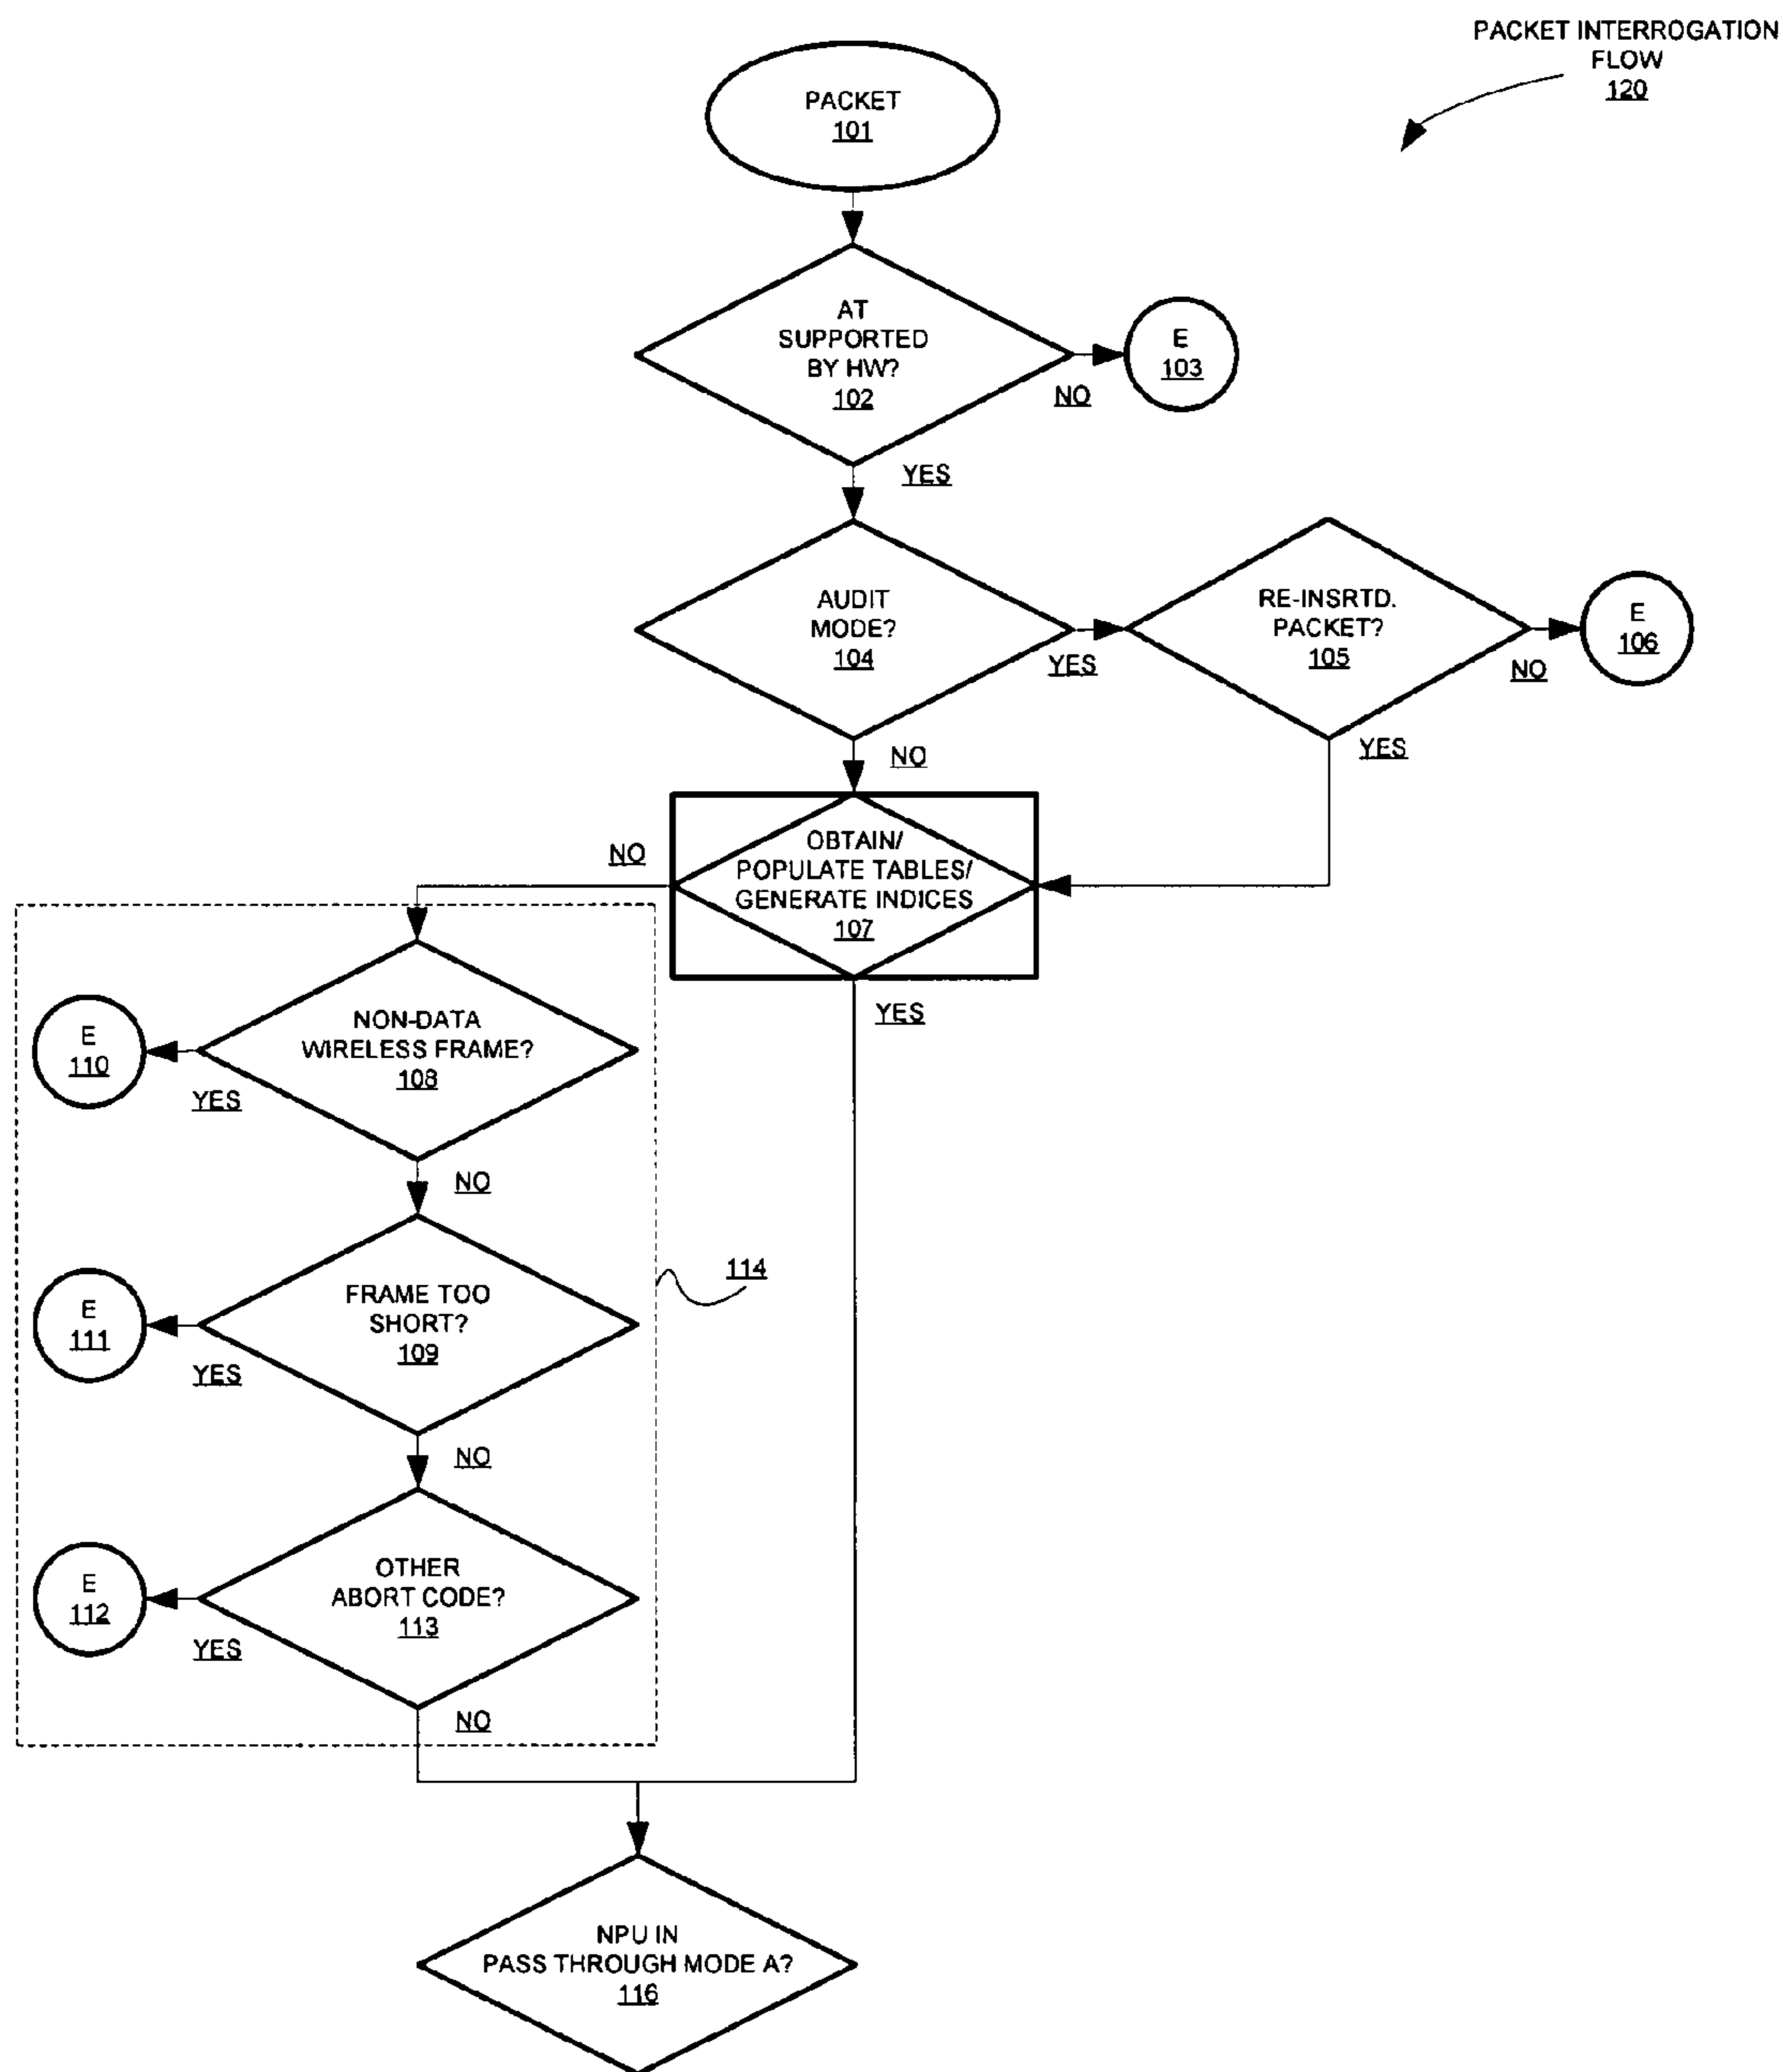 PACKET INTERROGATION
FLOW
120
PACKET
101
AT
SUPPORTED
BY HW?
102
E
103
NO
YES
AUDIT
MODE?
104
YES
RE-INSRTD.
PACKET?
105
E
106
NO
YES
NO
OBTAIN/
POPULATE TABLES/
GENERATE INDICES
107
NO
YES
NON-DATA
WIRELESS FRAME?
108
E
110
YES
NO
FRAME TOO
SHORT?
109
E
111
YES
114
NO
OTHER
ABORT CODE?
113
E
112
YES
NO
NPU IN
PASS THROUGH MODE A?
116